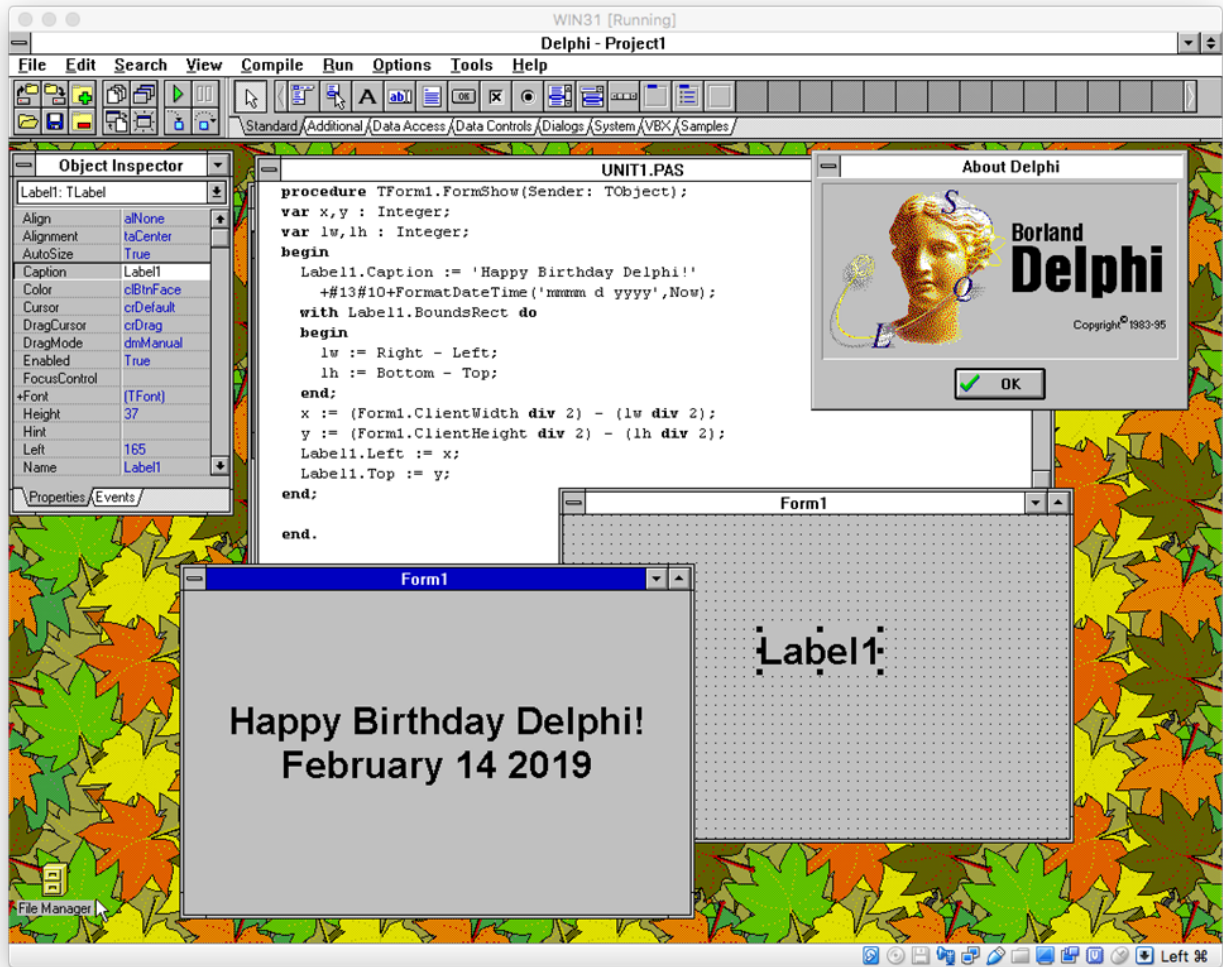 WIN31 [Running]
Delphi - Project1
File Edit Search View Compile Run Options Tools Help
A ab OK
Standard Additional Data Access Data Controls Dialogs System VBX Samples
Object Inspector
Label1: TLabel
Align alNone
Alignment taCenter
AutoSize True
Caption Label1
Color clBtnFace
Cursor crDefault
DragCursor crDrag
DragMode dmManual
Enabled True
FocusControl
+Font (TFont)
Height 37
Hint
Left 165
Name Label1
Properties Events
UNIT1.PAS
procedure TForm1.FormShow(Sender: TObject);
var x,y : Integer;
var lw,lh : Integer;
begin
Label1.Caption := 'Happy Birthday Delphi!'
+#13#10+FormatDateTime('mmmm d yyyy',Now);
with Label1.BoundsRect do
begin
lw := Right - Left;
lh := Bottom - Top;
end;
x := (Form1.ClientWidth div 2) - (lw div 2);
y := (Form1.ClientHeight div 2) - (lh div 2);
Label1.Left := x;
Label1.Top := y;
end;
end.
About Delphi
S
Q
L
Borland
Delphi
Copyright © 1983-95
OK
Form1
Label1
Form1
Happy Birthday Delphi!
February 14 2019
File Manager
Left ⌘